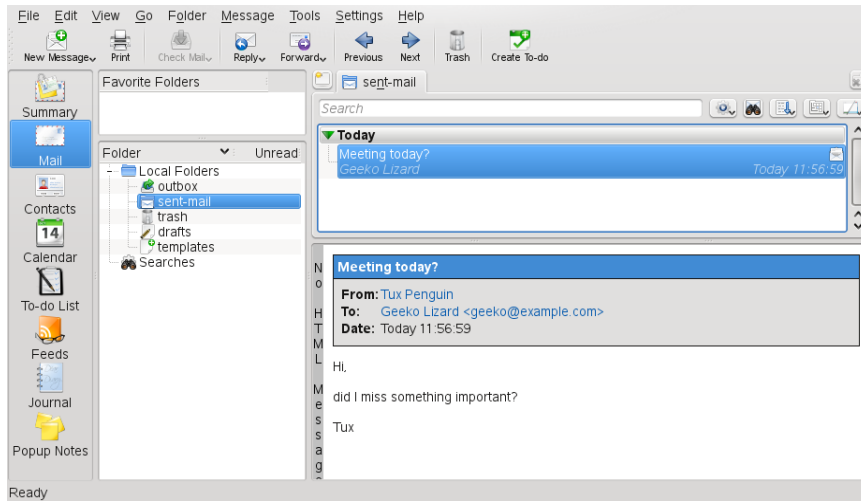 File Edit View Go Folder Message Tools Settings Help
New Message Print Check Mail Reply Forward Previous Next Trash Create To-do
Summary
Mail
Contacts
14
Calendar
To-do List
Feeds
Journal
Popup Notes
Favorite Folders
Folder Unread
Local Folders
outbox
sent-mail
trash
drafts
templates
Searches
sent-mail
Search
Today
Meeting today?
Geeko Lizard Today 11:56:59
No HTML Messag
Meeting today?
From: Tux Penguin
To: Geeko Lizard <geeko@example.com>
Date: Today 11:56:59
Hi,
did I miss something important?
Tux
Ready